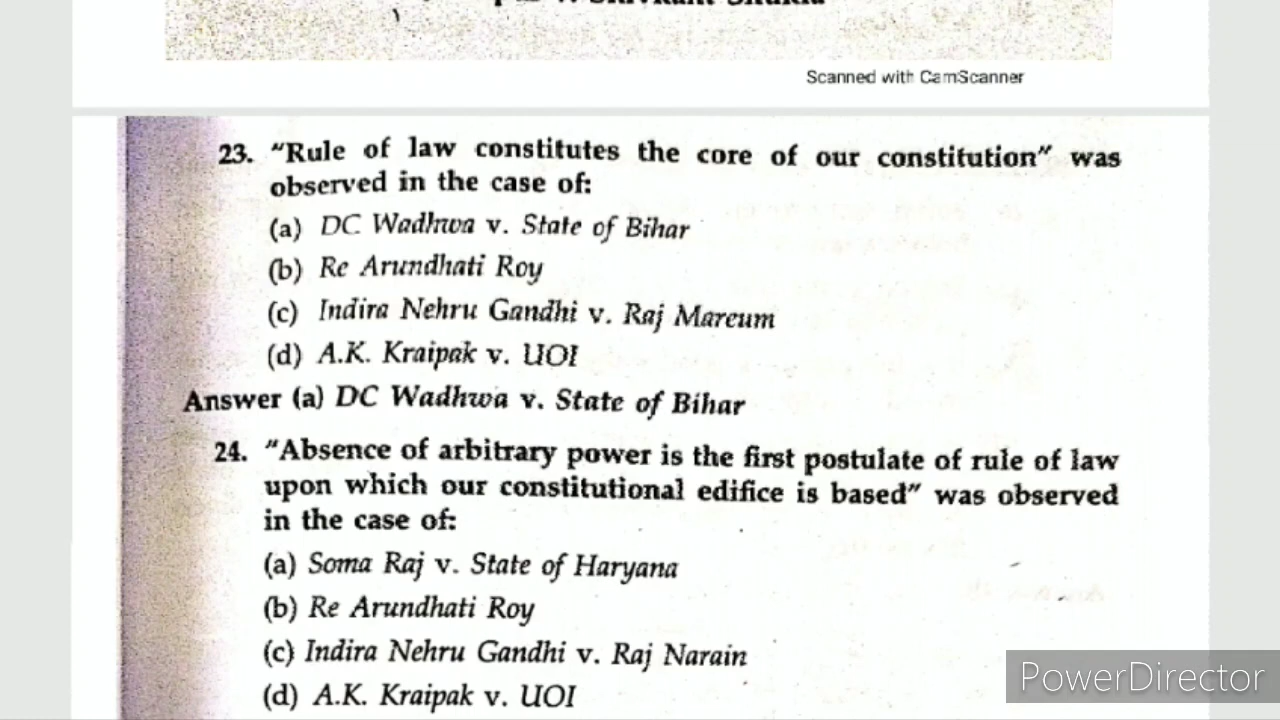 Scanned with CamScanner
23. “Rule of law constitutes the core of our constitution” was
observed in the case of:
(a) DC Wadhwa v. State of Bihar
(b) Re Arundhati Roy
(c) Indira Nehru Gandhi v. Raj Mareum
(d) A.K. Kraipak v. UOI
Answer (a) DC Wadhwa v. State of Bihar
24. “Absence of arbitrary power is the first postulate of rule of law
upon which our constitutional edifice is based” was observed
in the case of:
(a) Soma Raj v. State of Haryana
(b) Re Arundhati Roy
(c) Indira Nehru Gandhi v. Raj Narain
(d) A.K. Kraipak v. UOI
PowerDirector